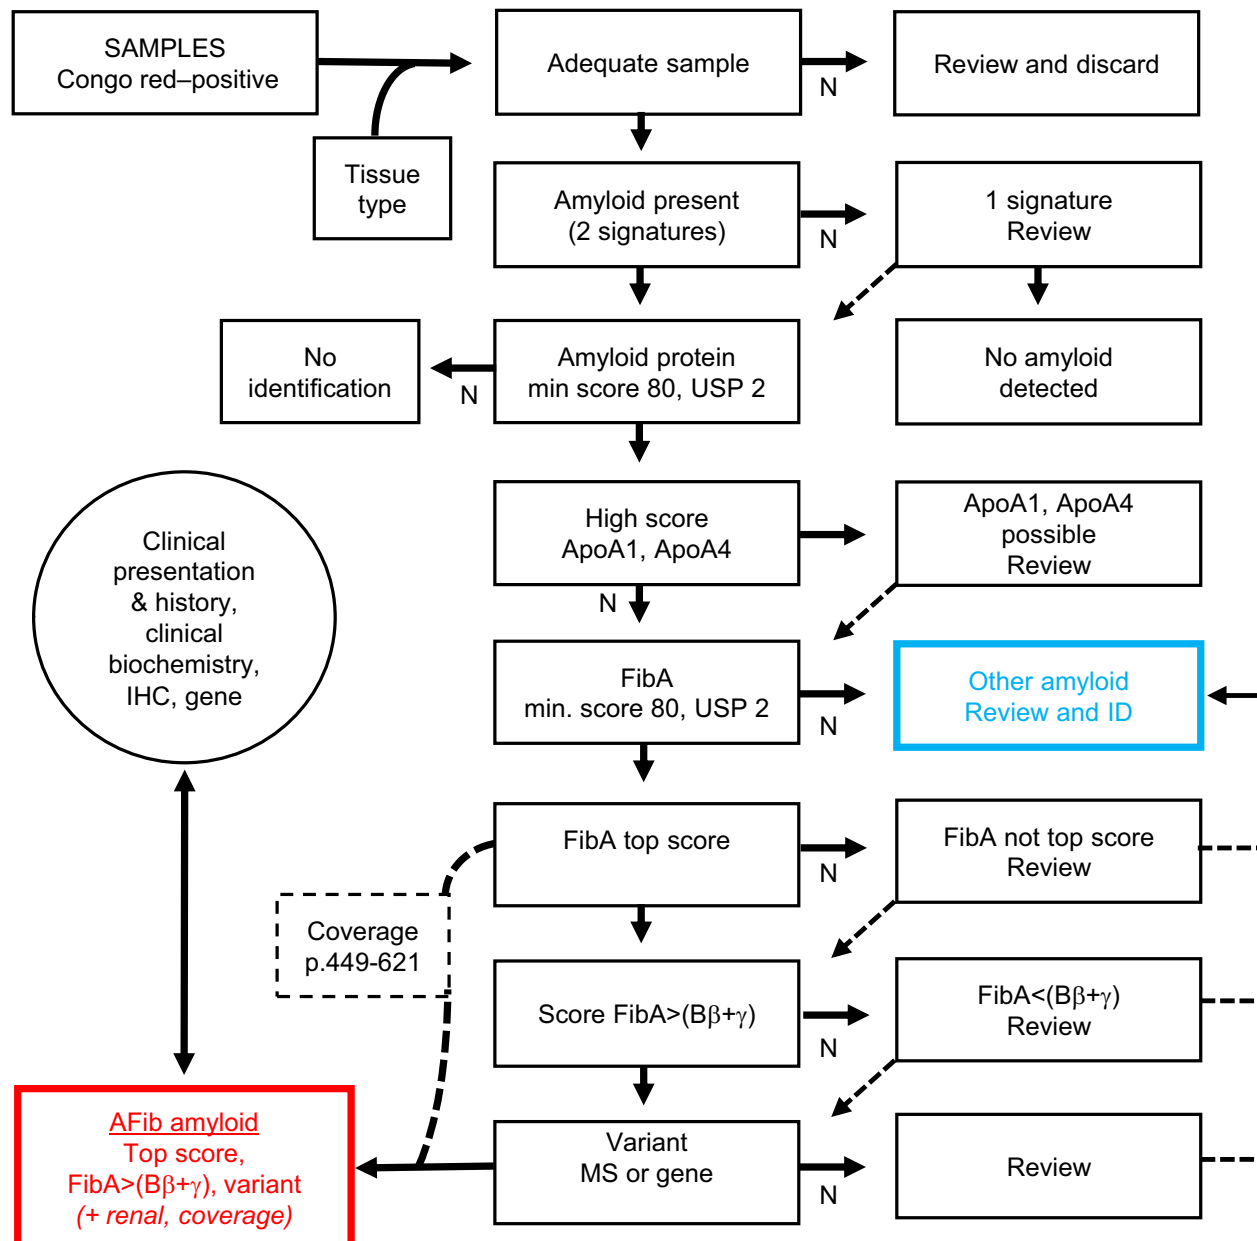 SAMPLES
Congo red–positive
Adequate sample
N
Review and discard
Tissue
type
Amyloid present
(2 signatures)
N
1 signature
Review
No
identification
N
Amyloid protein
min score 80, USP 2
No amyloid
detected
High score
ApoA1, ApoA4
N
ApoA1, ApoA4
possible
Review
Clinical
presentation
& history,
clinical
biochemistry,
IHC, gene
FibA
min. score 80, USP 2
N
Other amyloid
Review and ID
FibA top score
N
FibA not top score
Review
Coverage
p.449-621
Score FibA>(Bβ+γ)
N
FibA<(Bβ+γ)
Review
AFib amyloid
Top score,
FibA>(Bβ+γ), variant
(+ renal, coverage)
Variant
MS or gene
N
Review